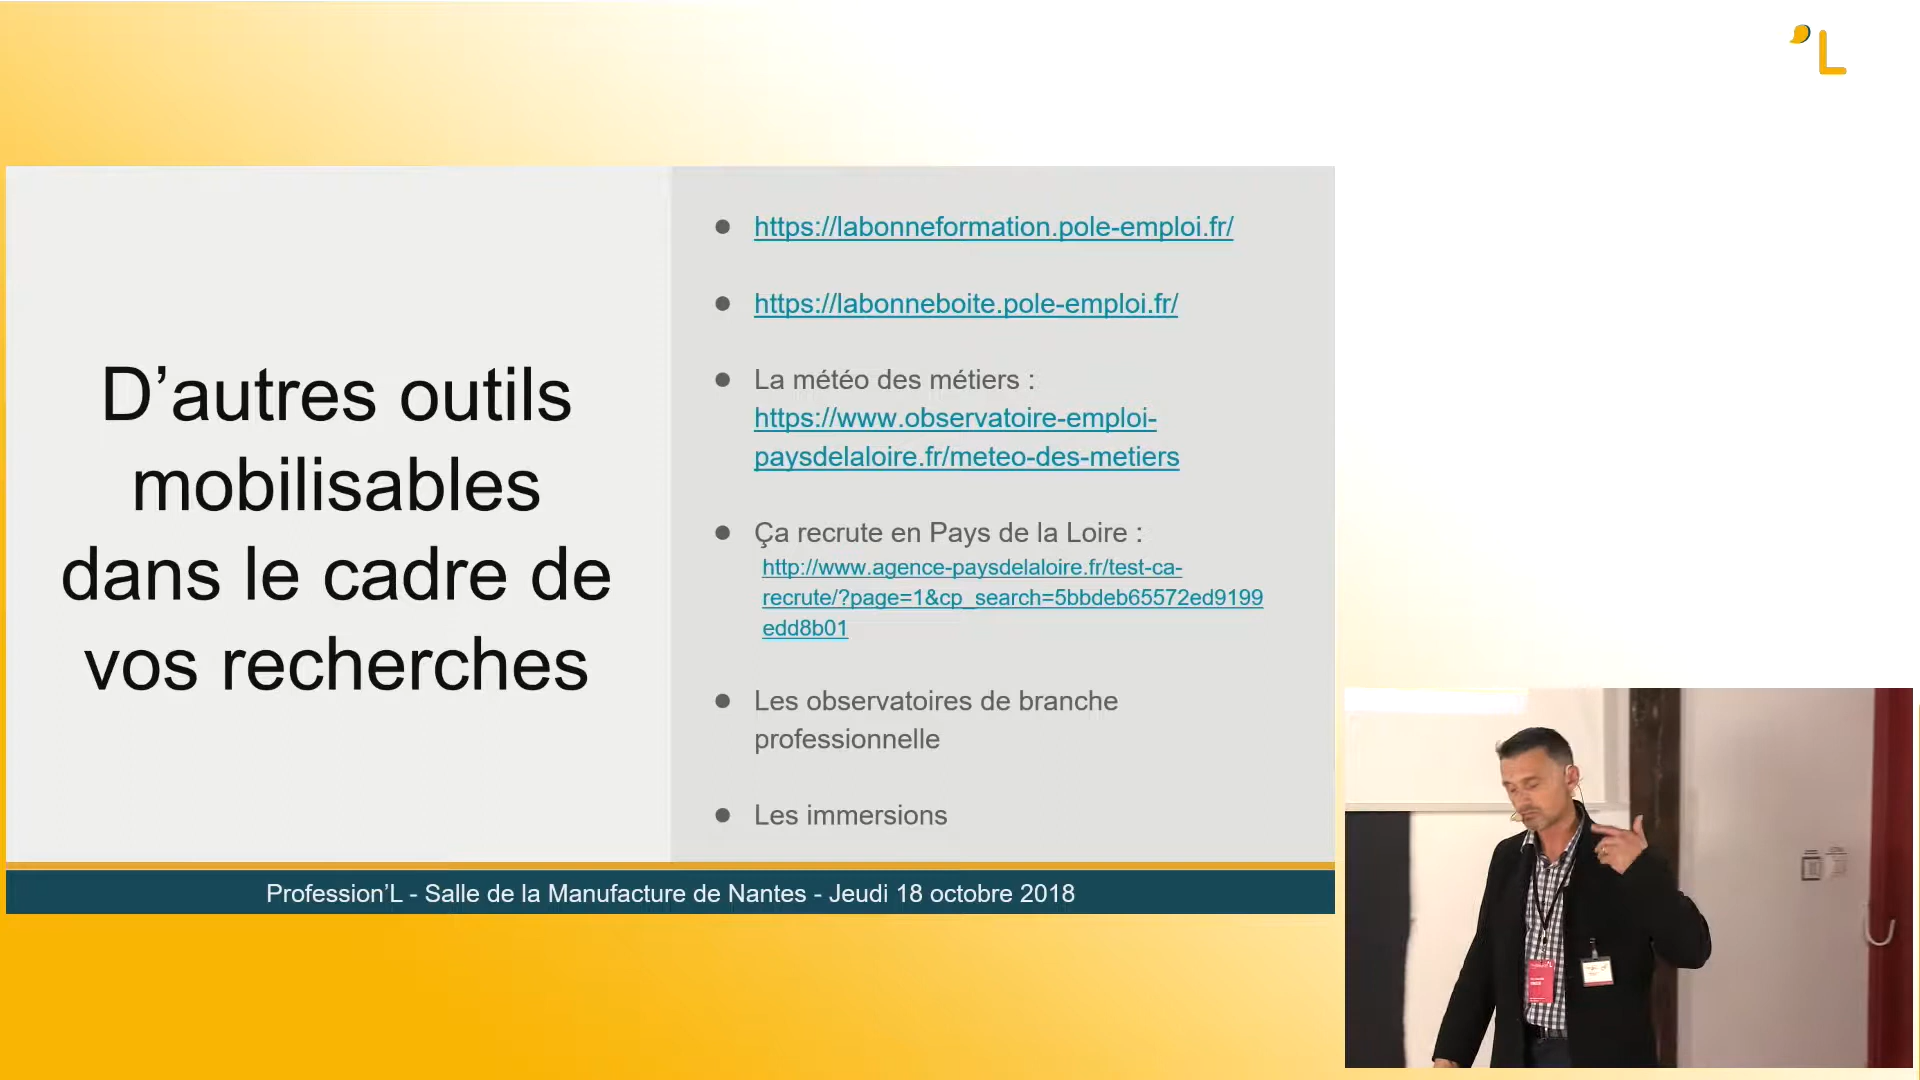 'L
D’autres outils
mobilisables
dans le cadre de
vos recherches
https://labonneformation.pole-emploi.fr/
https://labonneboite.pole-emploi.fr/
La météo des métiers :
https://www.observatoire-emploi-
paysdelaloire.fr/meteo-des-metiers
Ça recrute en Pays de la Loire :
http://www.agence-paysdelaloire.fr/test-ca-
recrute/?page=1&cp_search=5bbdeb65572ed9199
edd8b01
Les observatoires de branche
professionnelle
Les immersions
Profession’L - Salle de la Manufacture de Nantes - Jeudi 18 octobre 2018